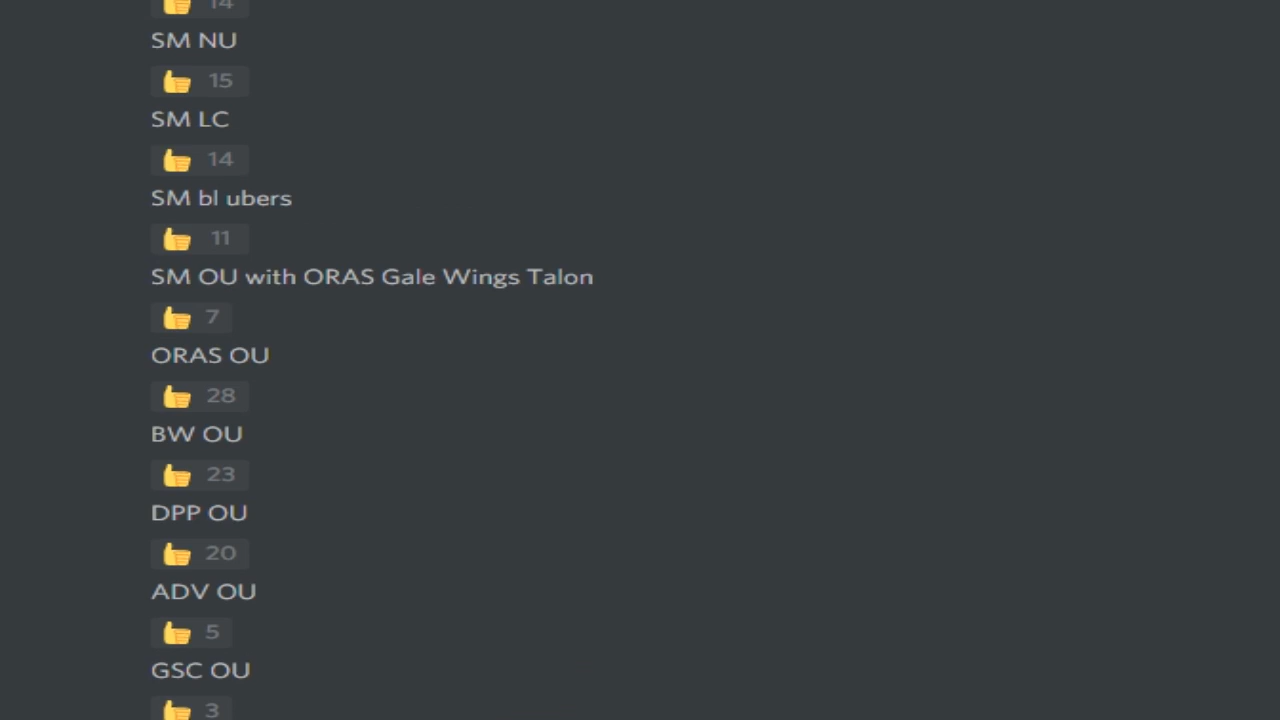 14
SM NU
15
SM LC
14
SM bl ubers
11
SM OU with ORAS Gale Wings Talon
7
ORAS OU
28
BW OU
23
DPP OU
20
ADV OU
5
GSC OU
3